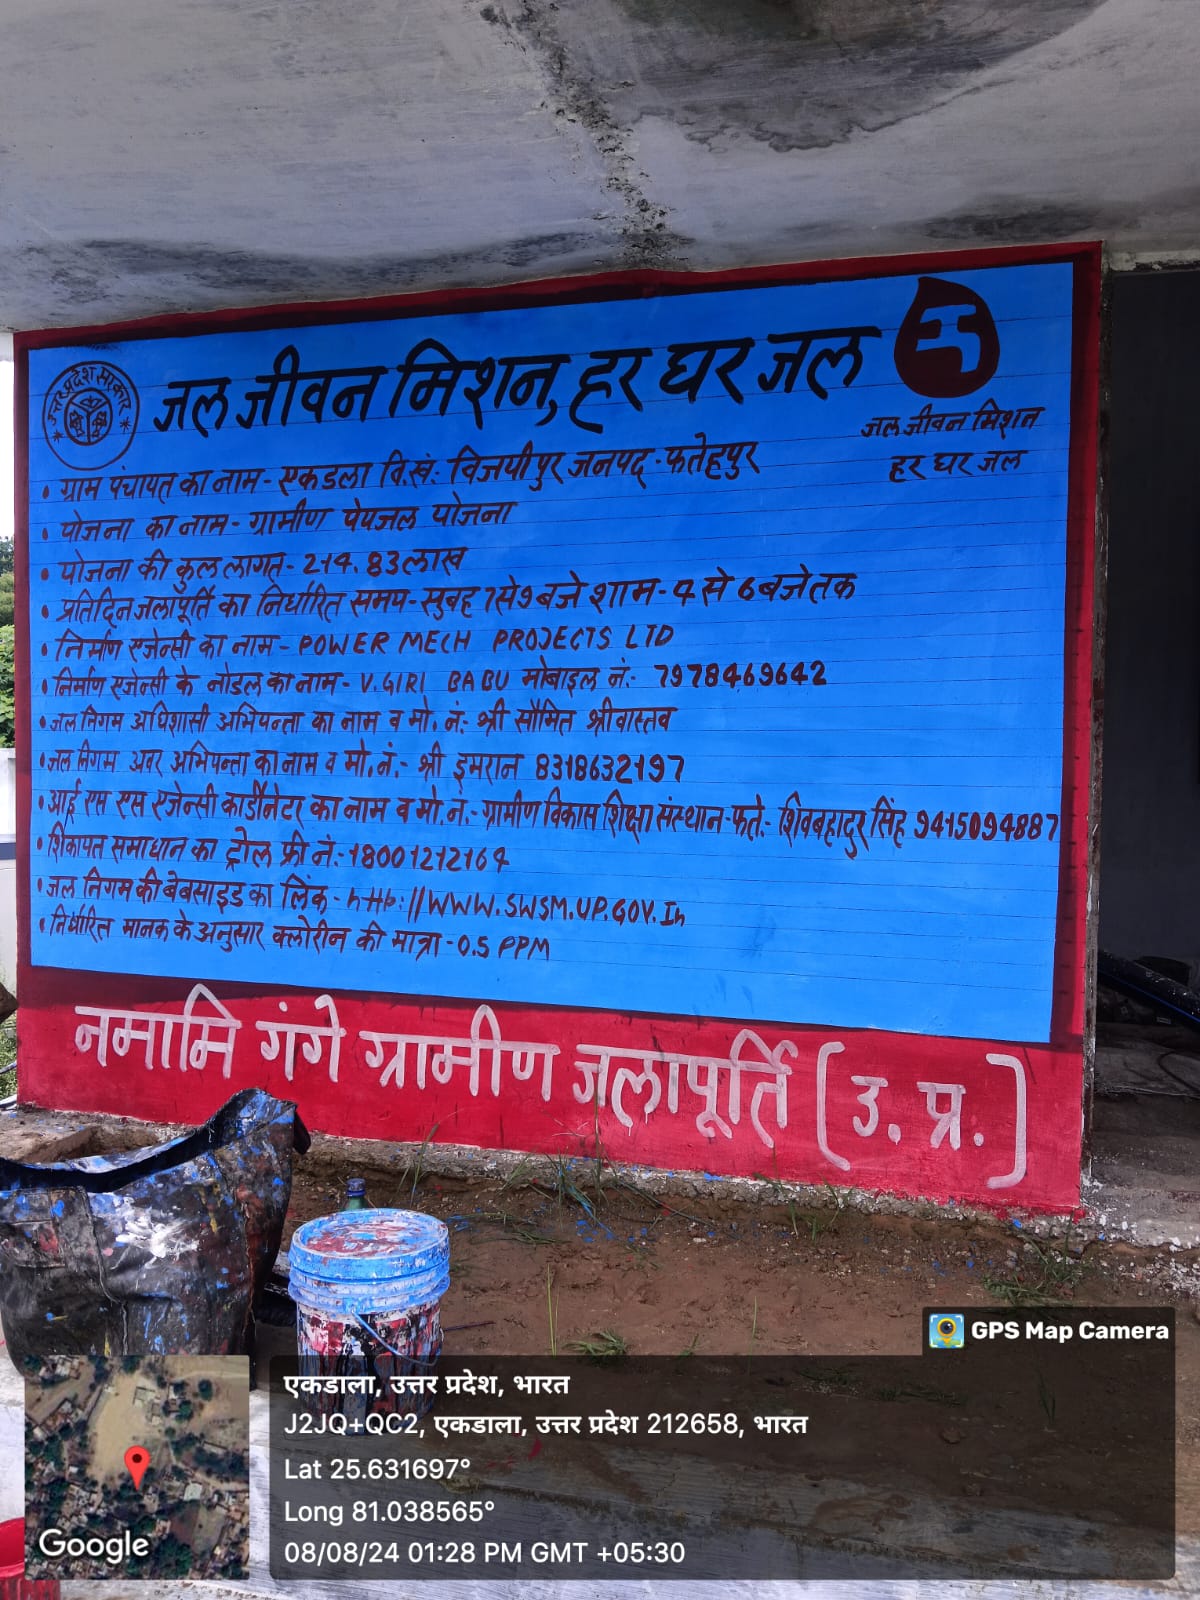 उत्तर प्रदेश सरकार
जल जीवन मिशन, हर घर जल
जल जीवन मिशन
हर घर जल
• ग्राम पंचायत का नाम - एकडला वि.खं: विजयीपुर जनपद - फतेहपुर
• योजना का नाम - ग्रामीण पेयजल योजना
• योजना की कुल लागत - 214.83 लाख
• प्रतिदिन जलापूर्ति का निर्धारित समय - सुबह 7 से 9 बजे शाम - 4 से 6 बजे तक
• निर्माण एजेन्सी का नाम - POWER MECH PROJECTS LTD
• निर्माण एजेन्सी के नोडल का नाम - V.GIRI BABU मोबाइल नं:- 7978469642
• जल निगम अधिशासी अभियन्ता का नाम व मो. नं: श्री सौमित श्रीवास्तव
• जल निगम अवर अभियन्ता का नाम व मो. नं:- श्री इमरान 8318632197
• आई एस एस एजेन्सी कार्डीनेटर का नाम व मो. नं.- ग्रामीण विकास शिक्षा संस्थान - फते:- शिवबहादुर सिंह 9415094887
• शिकायत समाधान का ट्रोल फ्री नं:- 18001212164
• जल निगम की बेबसाइड का लिंक - http://WWW.SWSM.UP.GOV.In
• निर्धारित मानक के अनुसार क्लोरीन की मात्रा - 0.5 PPM
नमामि गंगे ग्रामीण जलापूर्ति (उ. प्र.)
GPS Map Camera
एकडाला, उत्तर प्रदेश, भारत
J2JQ+QC2, एकडाला, उत्तर प्रदेश 212658, भारत
Lat 25.631697°
Long 81.038565°
08/08/24 01:28 PM GMT +05:30
Google